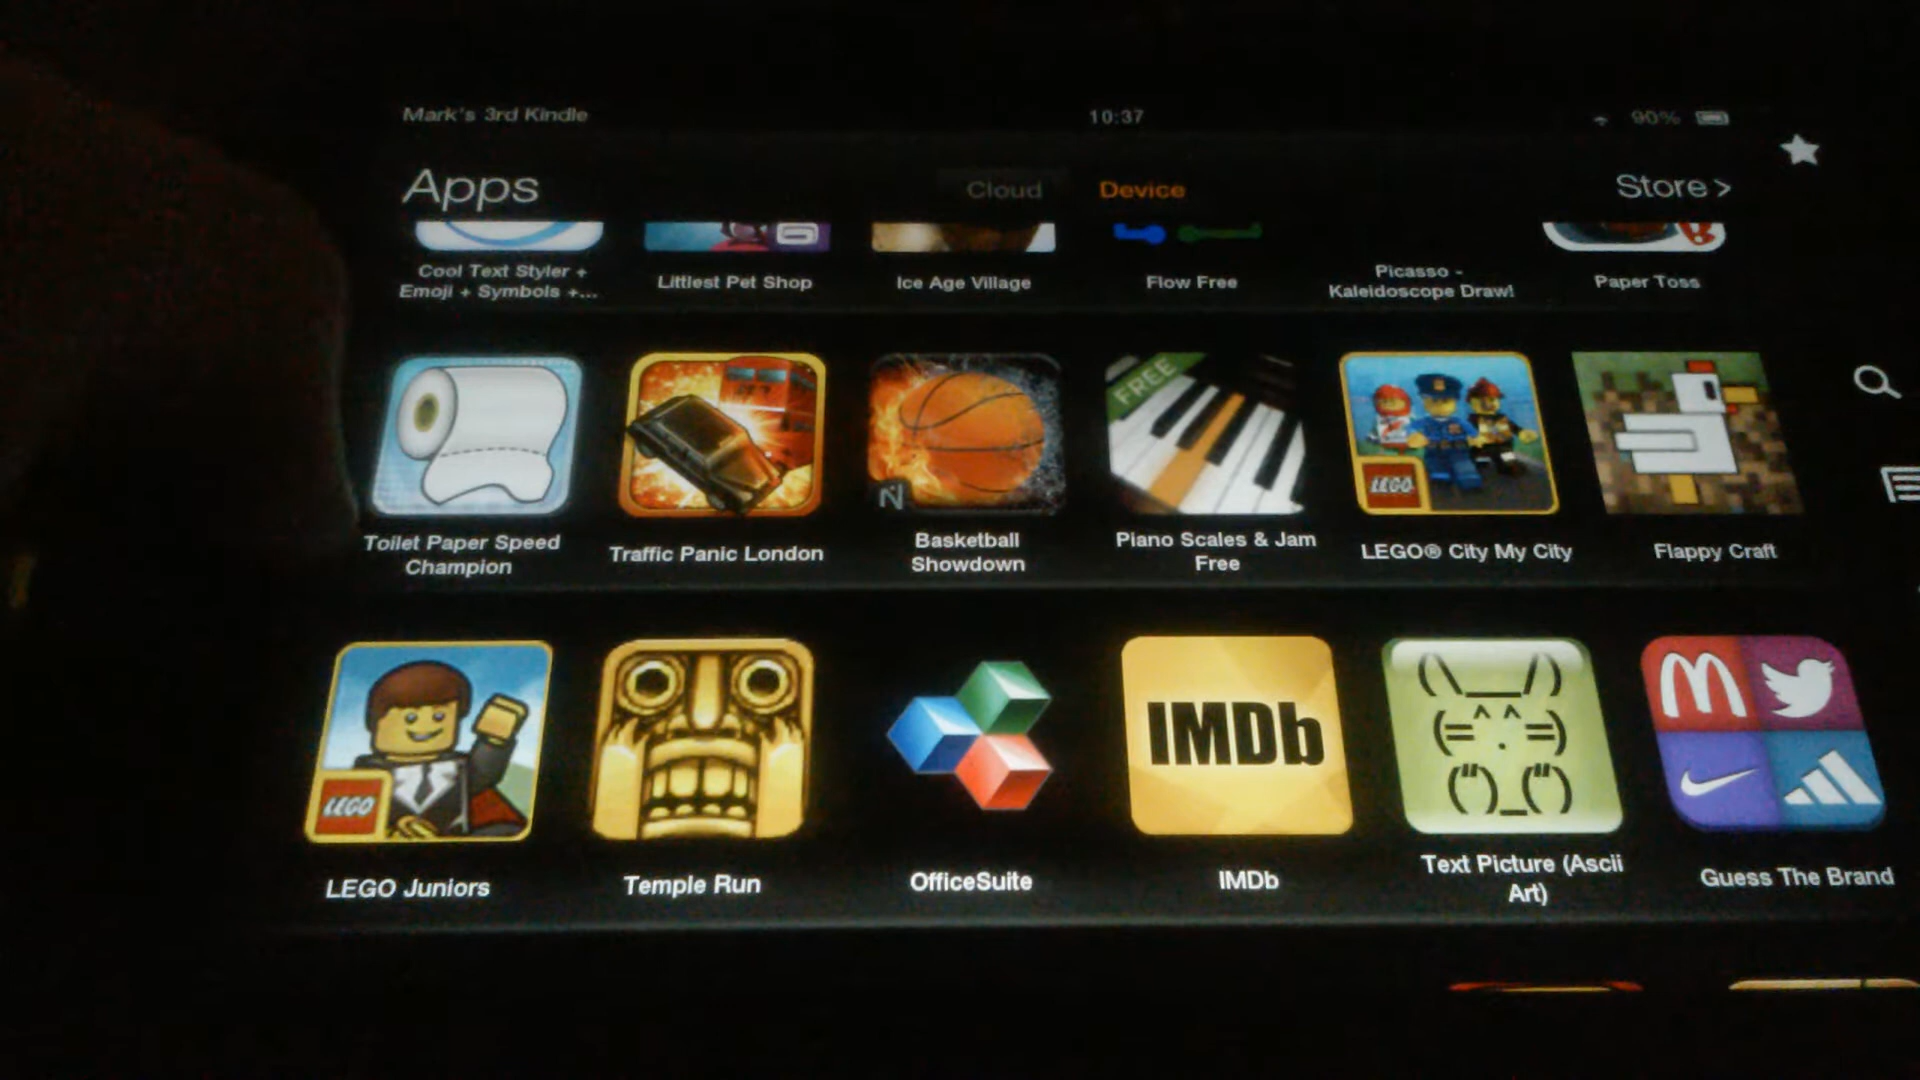 Mark's 3rd Kindle
10:37
90%
Apps
Cloud
Device
Store >
Cool Text Styler +
Emoji + Symbols +...
Littlest Pet Shop
Ice Age Village
Flow Free
Picasso -
Kaleidoscope Draw!
Paper Toss
FREE
LEGO
N
Toilet Paper Speed
Champion
Traffic Panic London
Basketball
Showdown
Piano Scales & Jam
Free
LEGO® City My City
Flappy Craft
LEGO
IMDb
(\__/)
(=^.^=)
(")_(")
LEGO Juniors
Temple Run
OfficeSuite
IMDb
Text Picture (Ascii
Art)
Guess The Brand